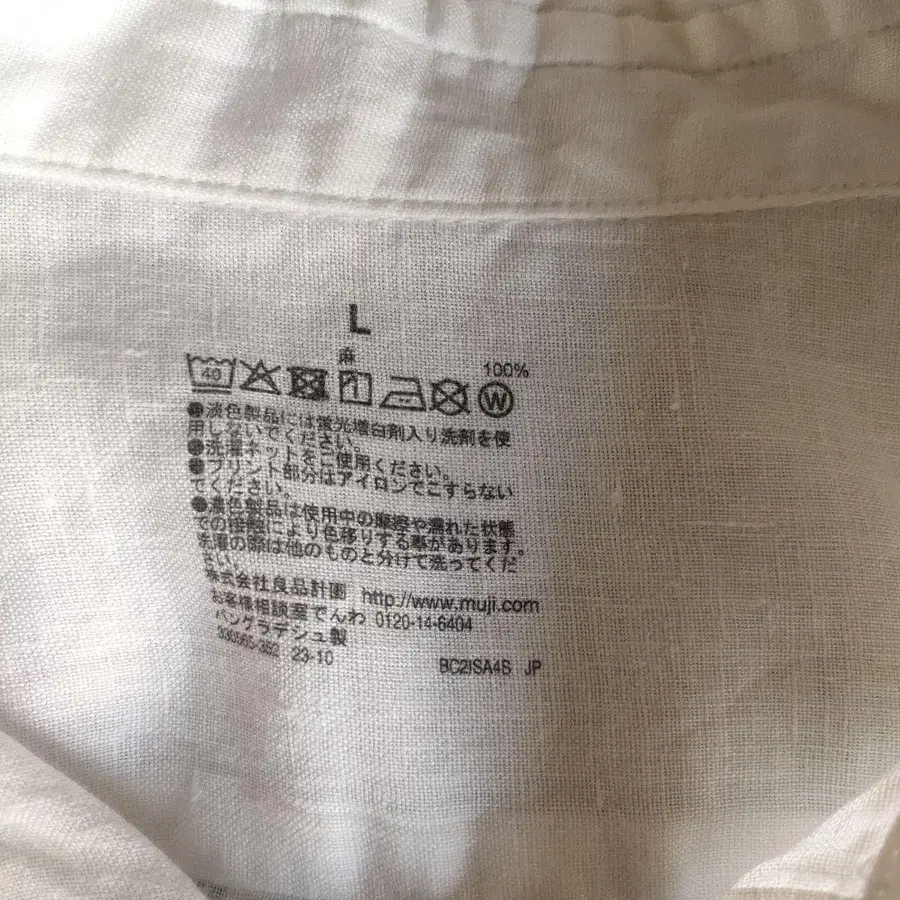 L
麻 100%
40
W
●淡色製品には蛍光増白剤入り洗剤を使
用しないでください。
●洗濯ネットをご使用ください。
●プリント部分はアイロンでこすらない
でください。
●濃色製品は使用中の摩擦や濡れた状態
での接触により色移りする事があります。
洗濯の際は他のものと分けて洗ってくだ
さい。
株式会社良品計画 http://www.muji.com
お客様相談室でんわ 0120-14-6404
バングラデシュ製
23-10 BC2ISA4S JP